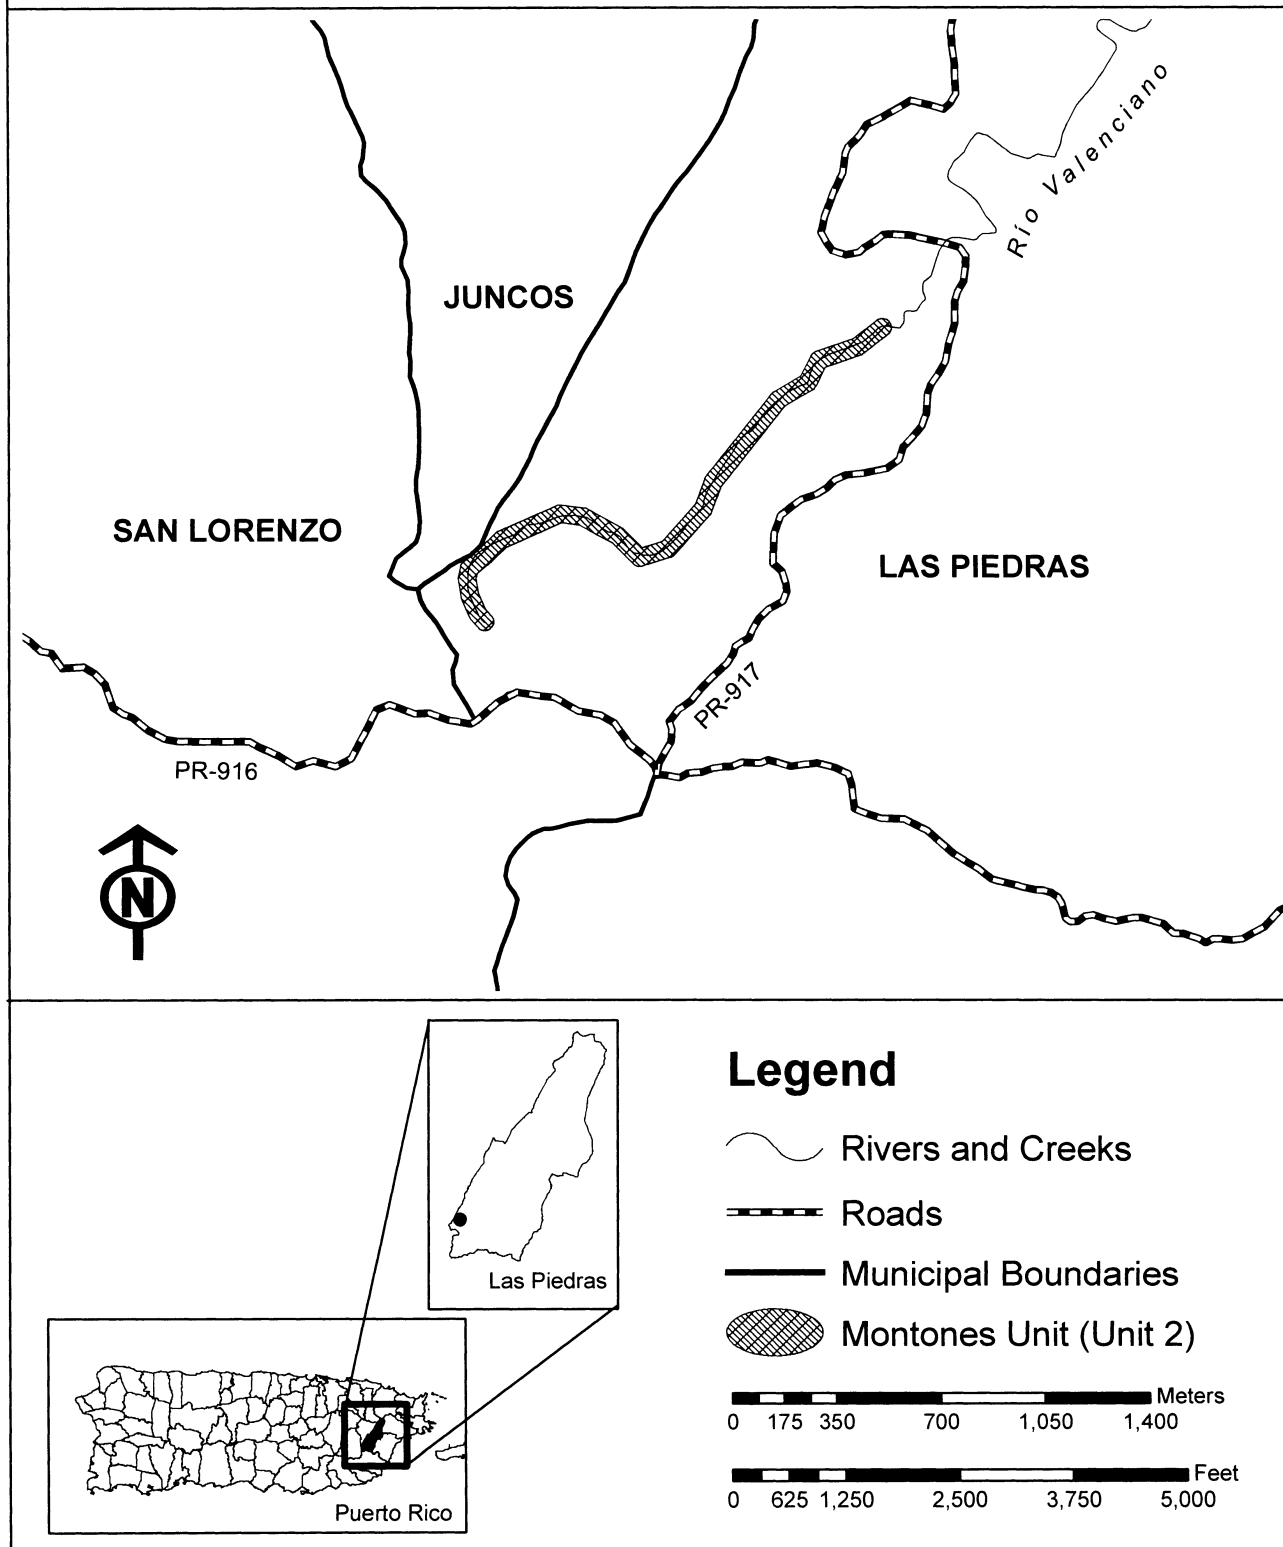 Río Valenciano
JUNCOS
SAN LORENZO
LAS PIEDRAS
PR-917
PR-916
N
Legend
Rivers and Creeks
Roads
Municipal Boundaries
Montones Unit (Unit 2)
Meters
0 175 350 700 1,050 1,400
Feet
0 625 1,250 2,500 3,750 5,000
Las Piedras
Puerto Rico